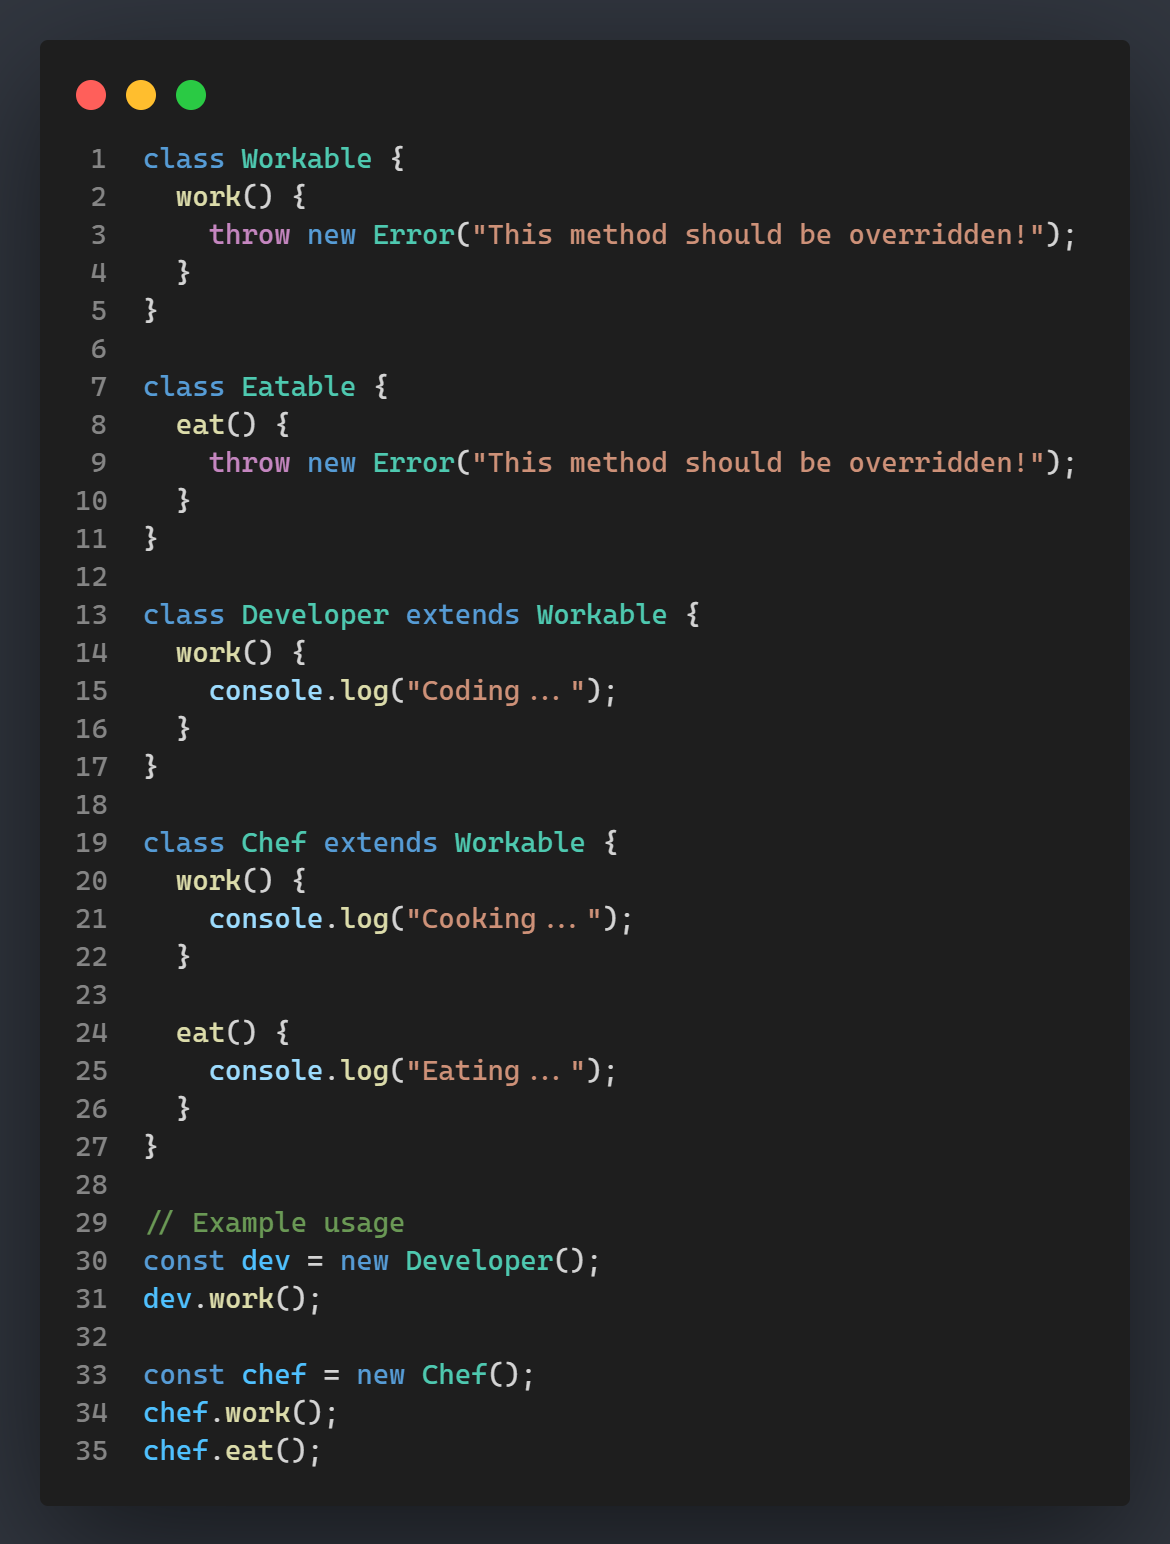 1 class Workable {
2   work() {
3     throw new Error("This method should be overridden!");
4   }
5 }
6
7 class Eatable {
8   eat() {
9     throw new Error("This method should be overridden!");
10   }
11 }
12
13 class Developer extends Workable {
14   work() {
15     console.log("Coding...");
16   }
17 }
18
19 class Chef extends Workable {
20   work() {
21     console.log("Cooking...");
22   }
23
24   eat() {
25     console.log("Eating...");
26   }
27 }
28
29 // Example usage
30 const dev = new Developer();
31 dev.work();
32
33 const chef = new Chef();
34 chef.work();
35 chef.eat();